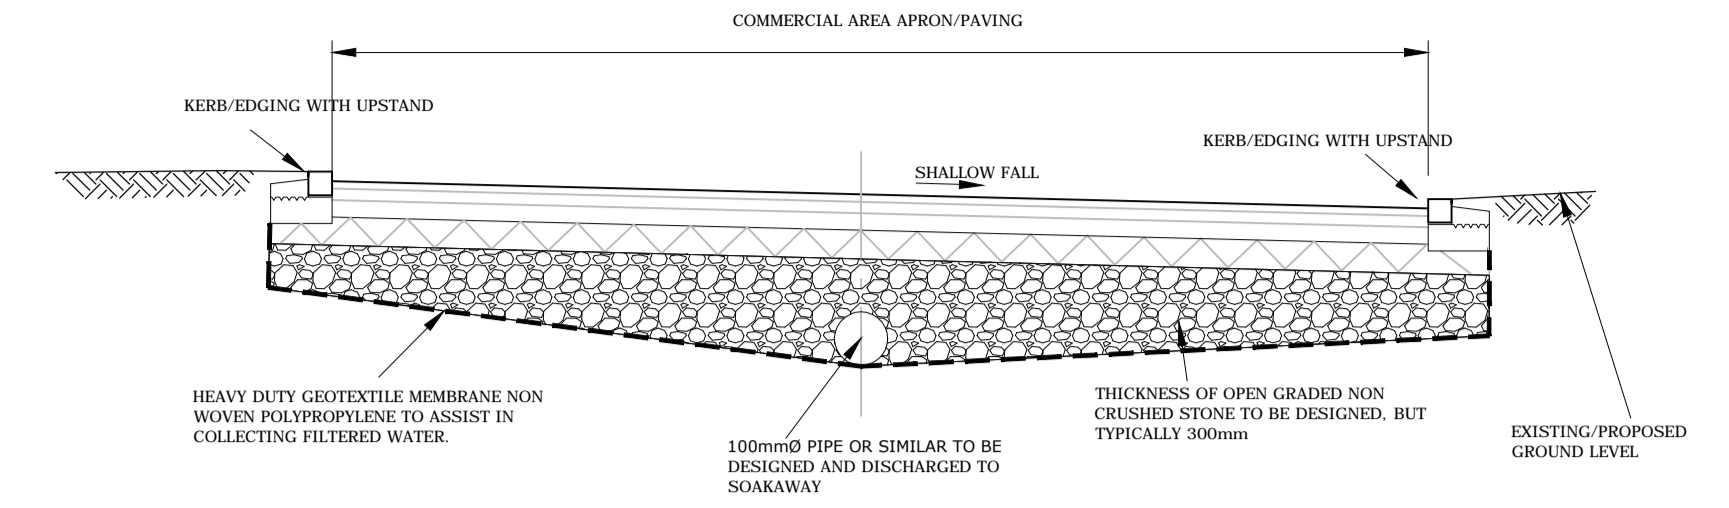 COMMERCIAL AREA APRON/PAVING
KERB/EDGING WITH UPSTAND
KERB/EDGING WITH UPSTAND
SHALLOW FALL
HEAVY DUTY GEOTEXTILE MEMBRANE NON
WOVEN POLYPROPYLENE TO ASSIST IN
COLLECTING FILTERED WATER.
100mmØ PIPE OR SIMILAR TO BE
DESIGNED AND DISCHARGED TO
SOAKAWAY
THICKNESS OF OPEN GRADED NON
CRUSHED STONE TO BE DESIGNED, BUT
TYPICALLY 300mm
EXISTING/PROPOSED
GROUND LEVEL